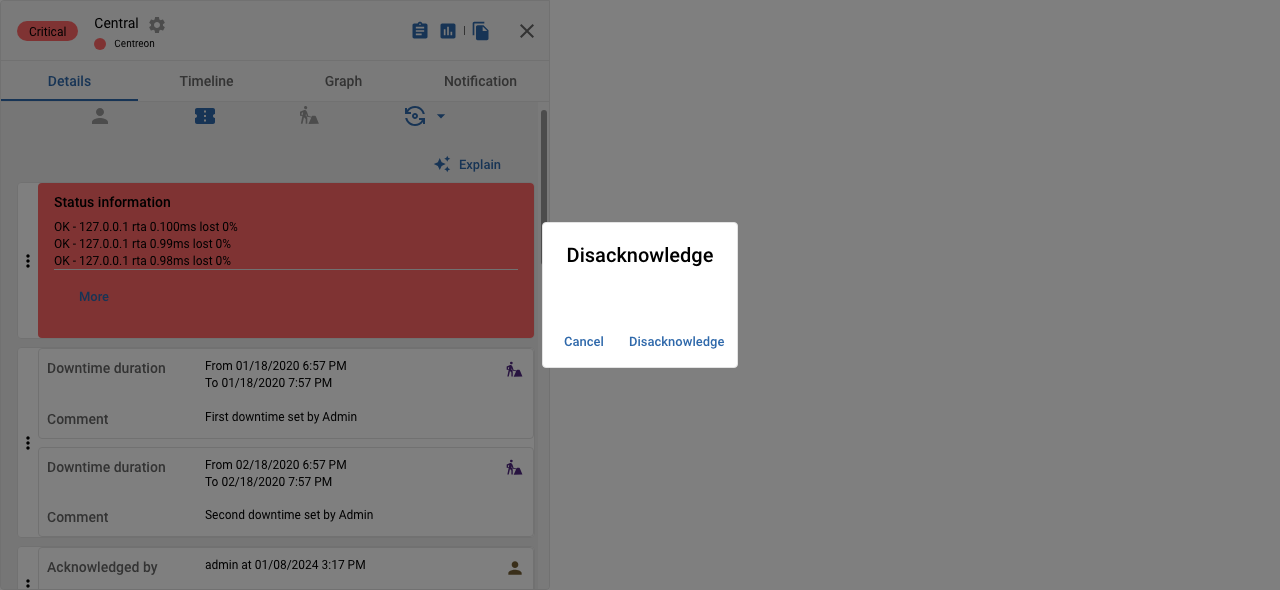 Critical
Central
Centreon
Details
Timeline
Graph
Notification
Explain
Status information
OK - 127.0.0.1 rta 0.100ms lost 0%
OK - 127.0.0.1 rta 0.99ms lost 0%
OK - 127.0.0.1 rta 0.98ms lost 0%
More
Downtime duration
From 01/18/2020 6:57 PM
To 01/18/2020 7:57 PM
Comment
First downtime set by Admin
Downtime duration
From 02/18/2020 6:57 PM
To 02/18/2020 7:57 PM
Comment
Second downtime set by Admin
Acknowledged by
admin at 01/08/2024 3:17 PM
Disacknowledge
Cancel
Disacknowledge